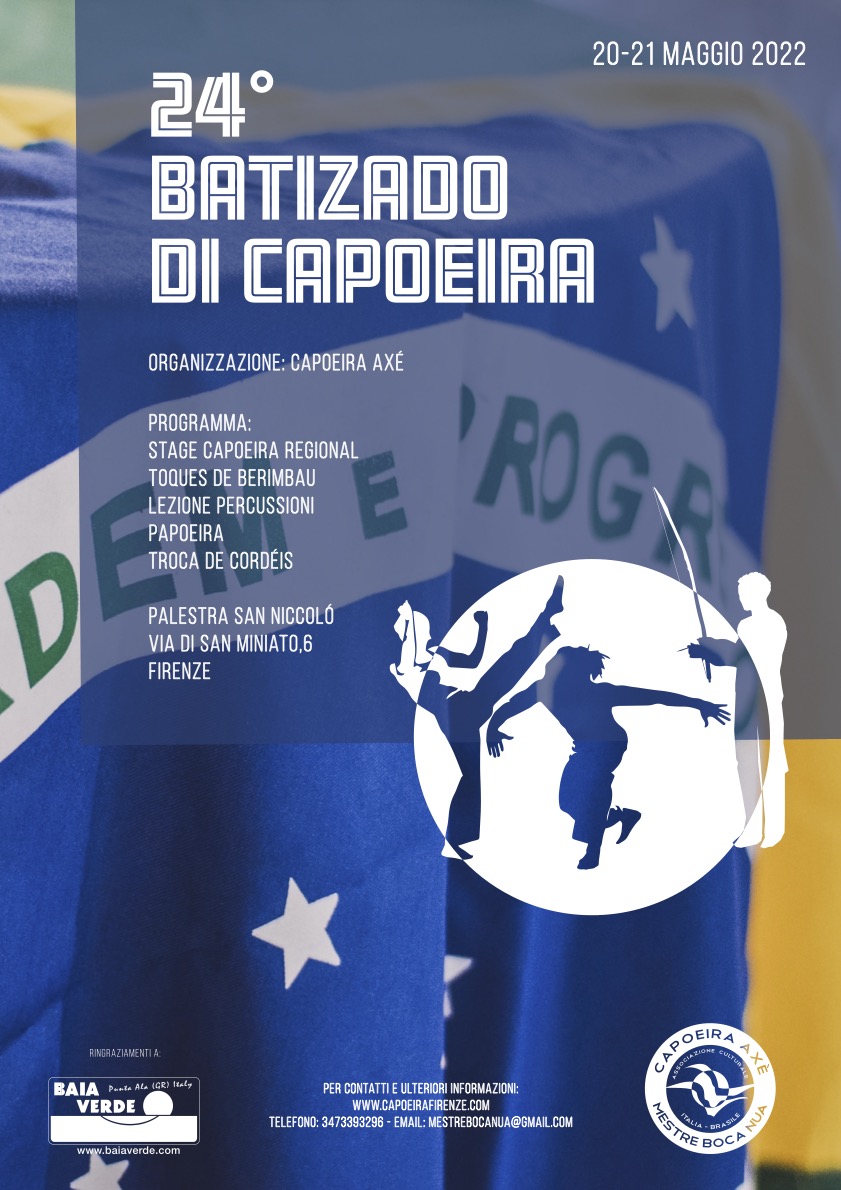 20-21 MAGGIO 2022
24°
BATIZADO
DI CAPOEIRA
ORGANIZZAZIONE: CAPOEIRA AXÉ
PROGRAMMA:
STAGE CAPOEIRA REGIONAL
TOQUES DE BERIMBAU
LEZIONE PERCUSSIONI
PAPOEIRA
TROCA DE CORDÉIS
PALESTRA SAN NICCOLÓ
VIA DI SAN MINIATO,6
FIRENZE
RDEM E PROGR
O
RINGRAZIAMENTI A:
BAIA Punta Ala (GR) Italy
VERDE
www.baiaverde.com
PER CONTATTI E ULTERIORI INFORMAZIONI:
WWW.CAPOEIRAFIRENZE.COM
TELEFONO: 3473393296 - EMAIL: MESTREBOCANUA@GMAIL.COM
CAPOEIRA AXÈ
ASSOCIAZIONE CULTURALE
ITALIA - BRASILE
MESTRE BOCA NUA